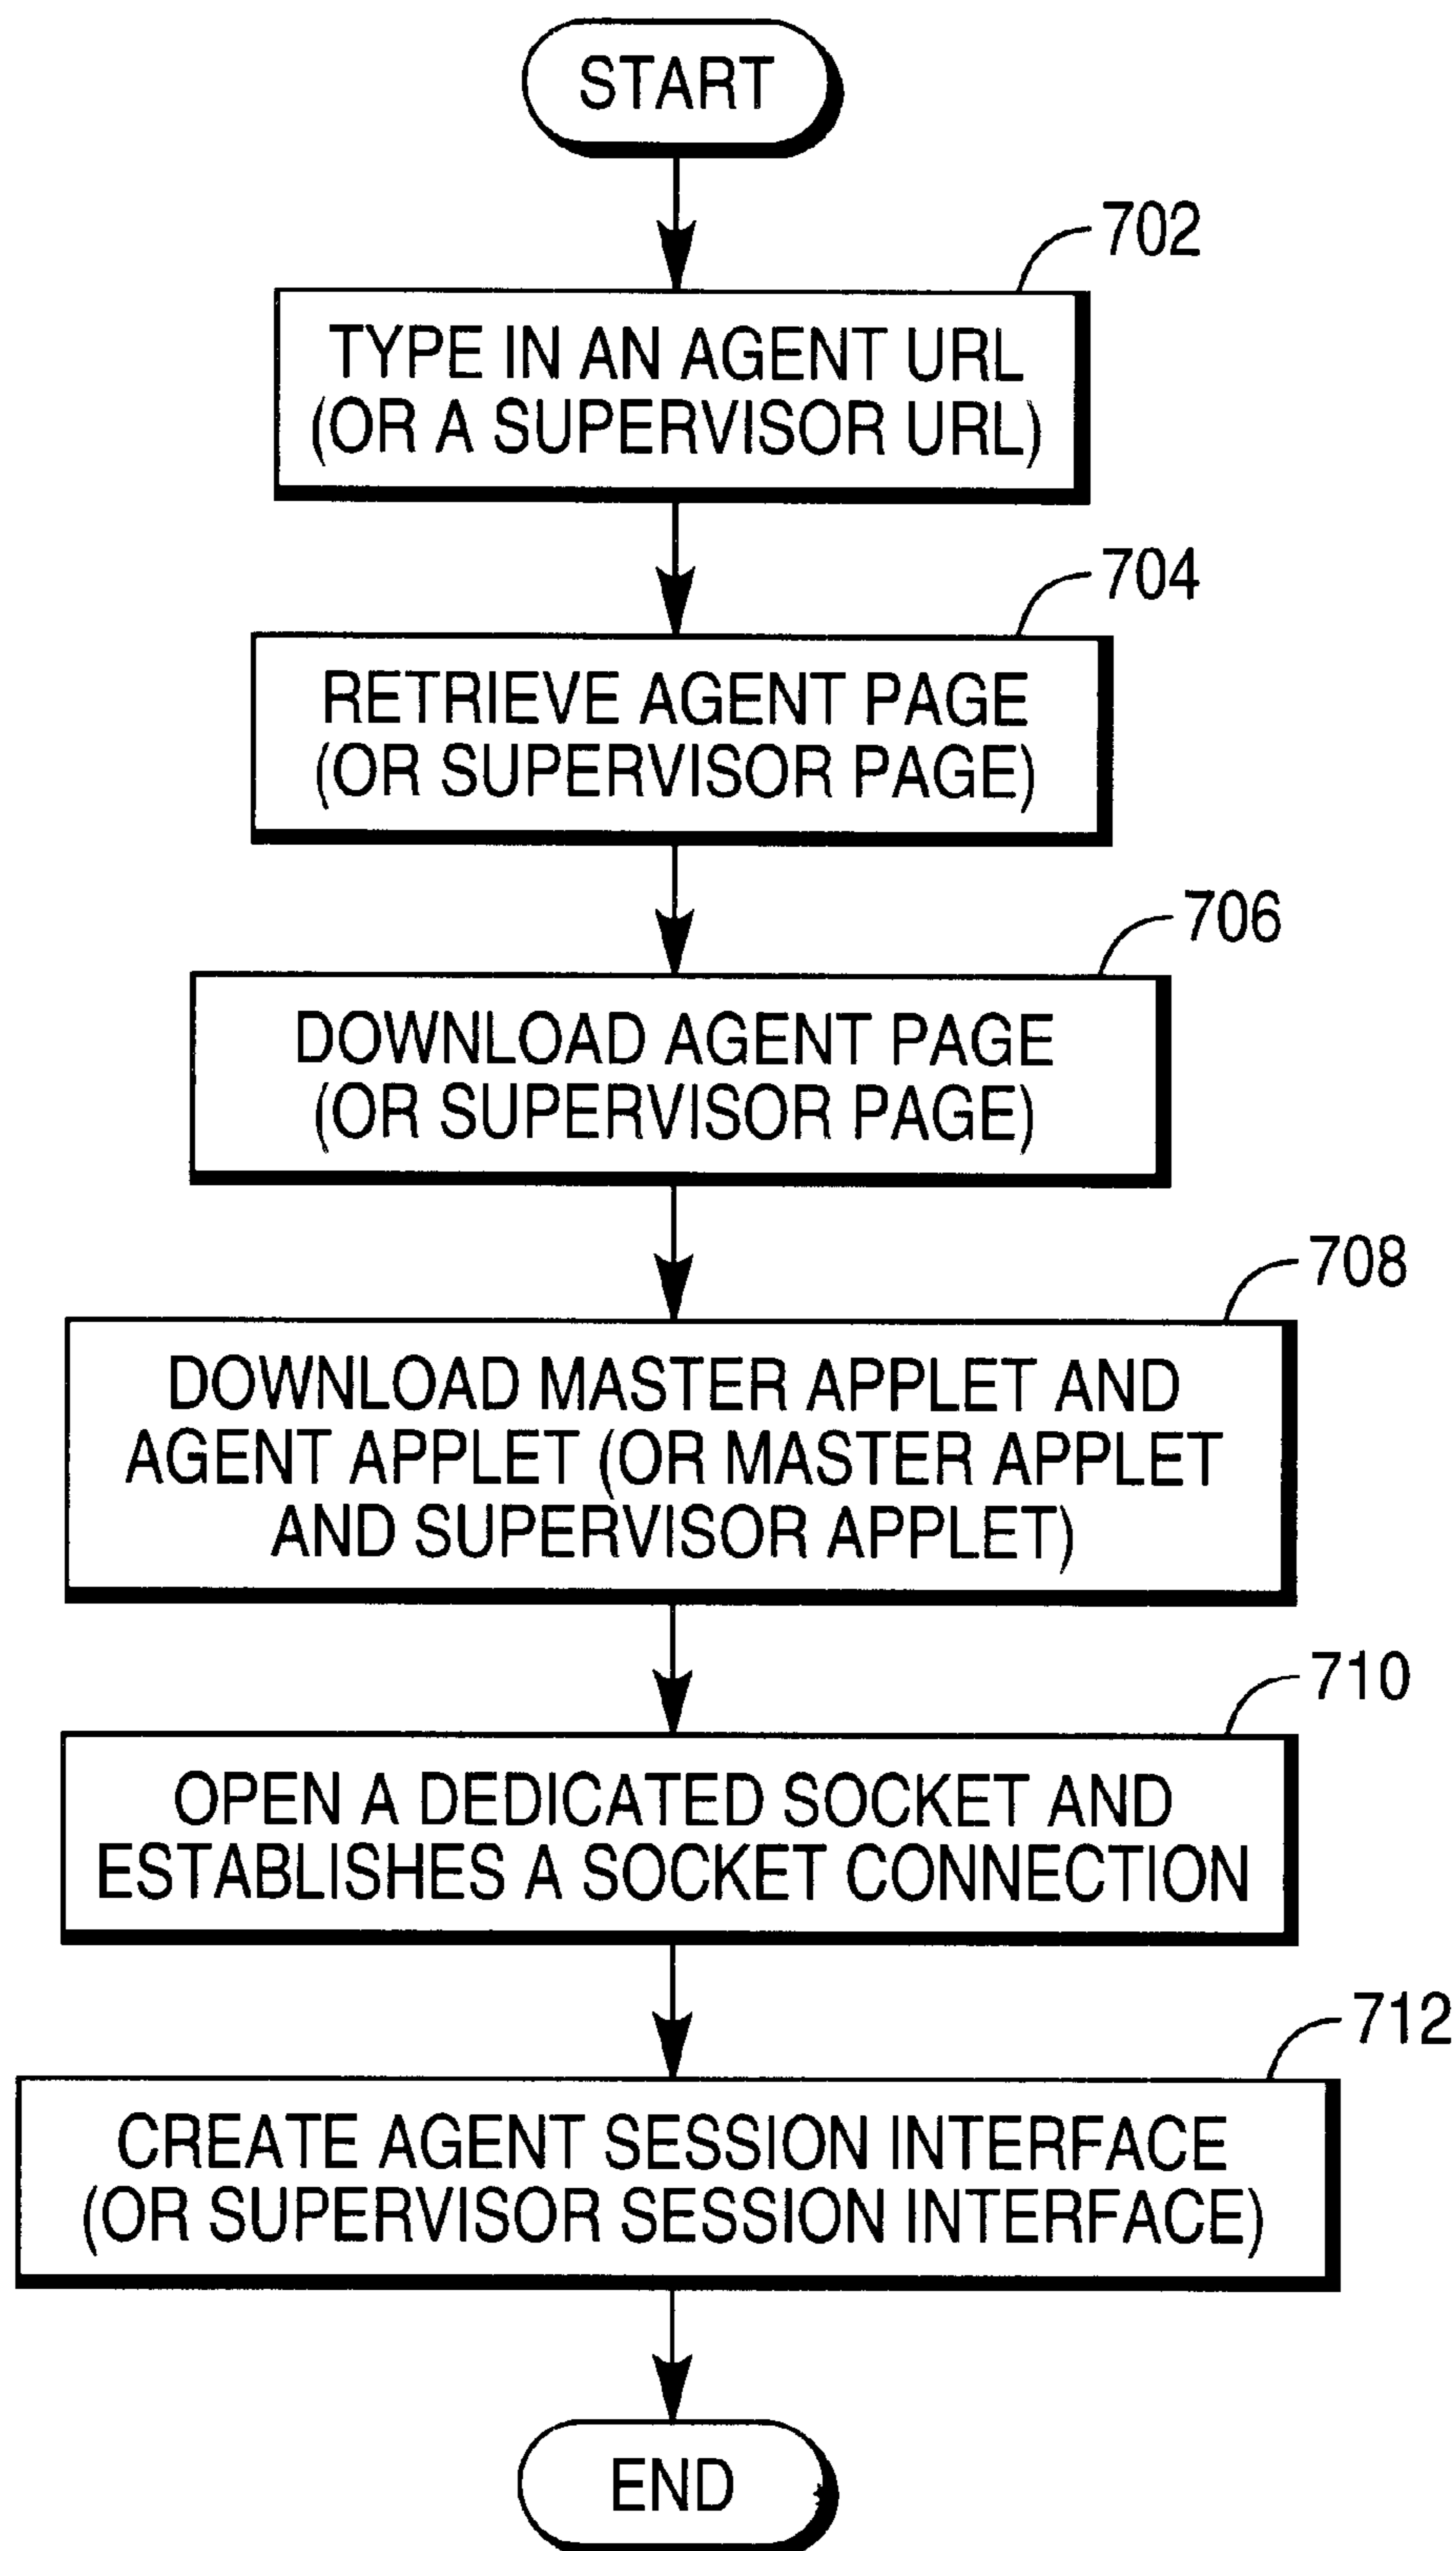 START
702
TYPE IN AN AGENT URL
(OR A SUPERVISOR URL)
704
RETRIEVE AGENT PAGE
(OR SUPERVISOR PAGE)
706
DOWNLOAD AGENT PAGE
(OR SUPERVISOR PAGE)
708
DOWNLOAD MASTER APPLET AND
AGENT APPLET (OR MASTER APPLET
AND SUPERVISOR APPLET)
710
OPEN A DEDICATED SOCKET AND
ESTABLISHES A SOCKET CONNECTION
712
CREATE AGENT SESSION INTERFACE
(OR SUPERVISOR SESSION INTERFACE)
END